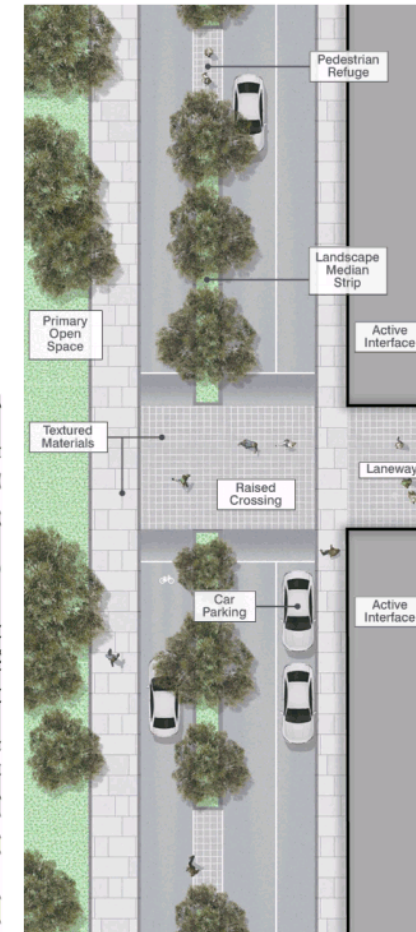 Pedestrian
Refuge
Landscape
Median
Strip
Primary
Open
Space
Active
Interface
Textured
Materials
Laneway
Raised
Crossing
Car
Parking
Active
Interface